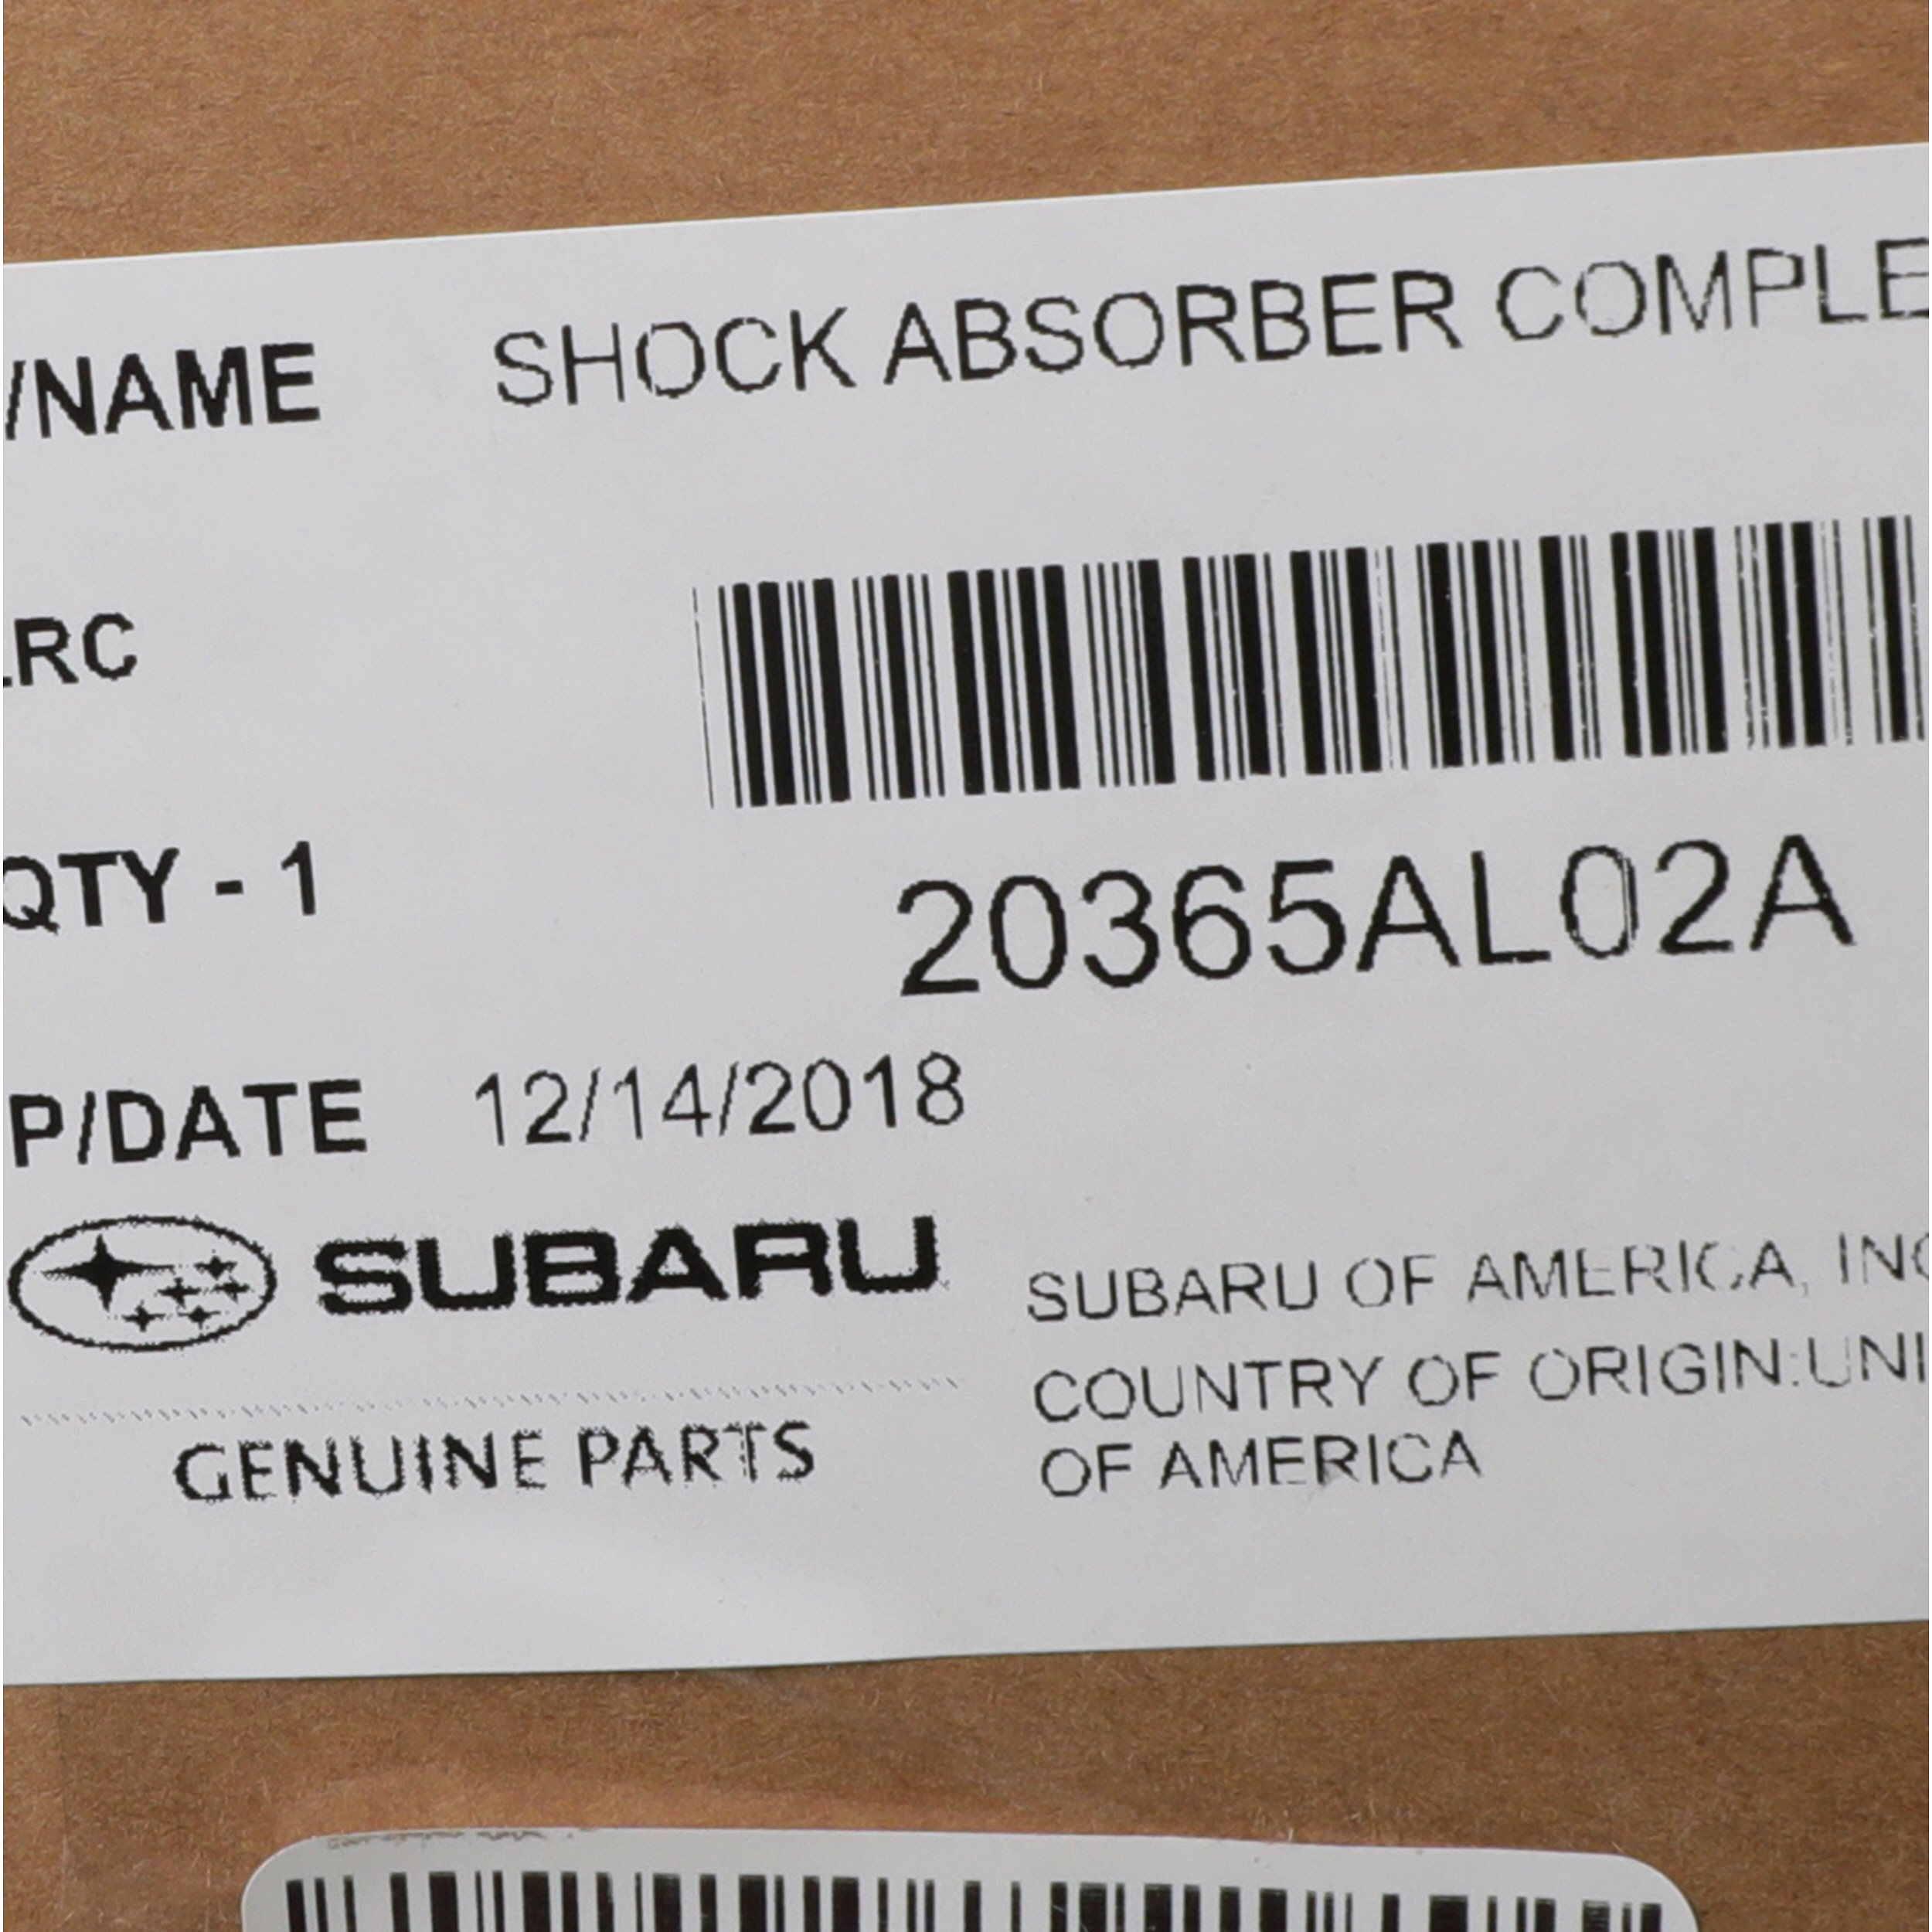 /NAME SHOCK ABSORBER COMPLE
LRC
QTY - 1
20365AL02A
P/DATE 12/14/2018
SUBARU
GENUINE PARTS
SUBARU OF AMERICA, INC
COUNTRY OF ORIGIN:UNI
OF AMERICA